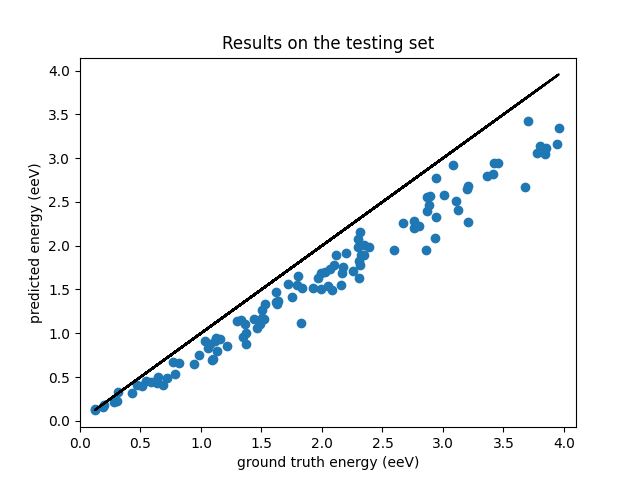 Results on the testing set
4.0
3.5
3.0
2.5
2.0
1.5
1.0
0.5
0.0
predicted energy (eeV)
0.0 0.5 1.0 1.5 2.0 2.5 3.0 3.5 4.0
ground truth energy (eeV)